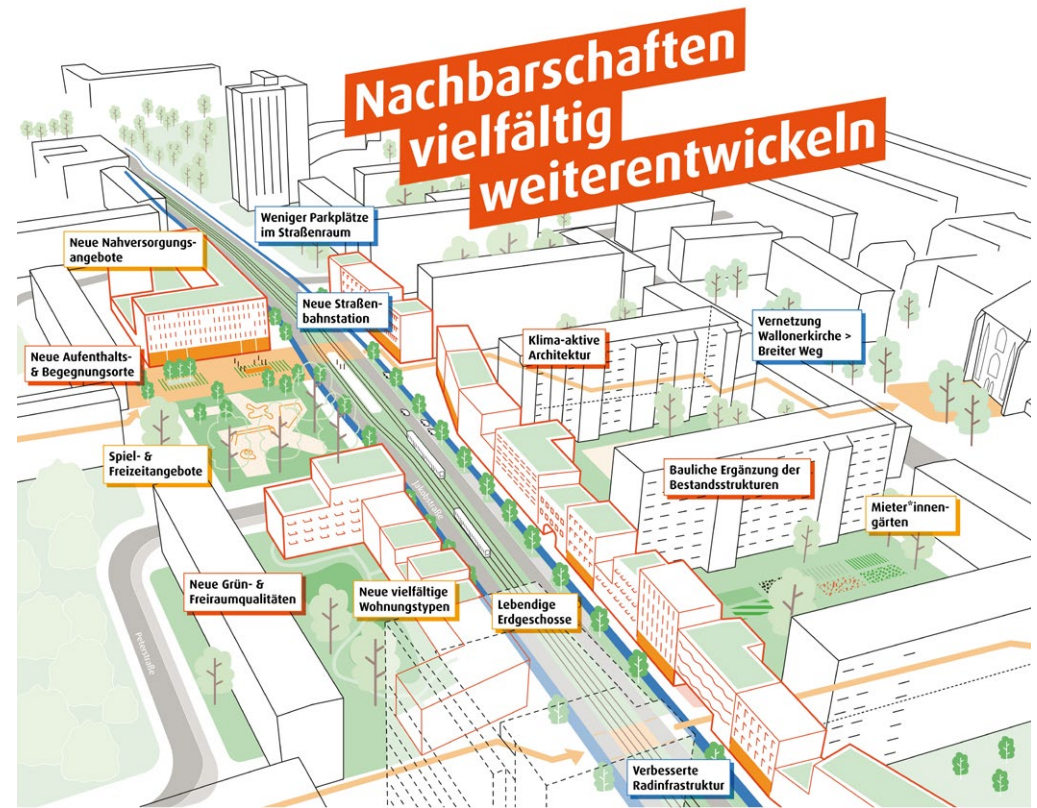 Nachbarschaften
vielfältig
weiterentwickeln
Weniger Parkplätze
im Straßenraum
Neue Nahversorgungs-
angebote
Neue Straßen-
bahnstation
Klima-aktive
Architektur
Vernetzung
Wallonerkirche >
Breiter Weg
Neue Aufenthalts-
& Begegnungsorte
Spiel- &
Freizeitangebote
Bauliche Ergänzung der
Bestandsstrukturen
Jakobstraße
Mieter*innen-
gärten
Neue Grün- &
Freiraumqualitäten
Neue vielfältige
Wohnungstypen
Lebendige
Erdgeschosse
Peterstraße
Verbesserte
Radinfrastruktur